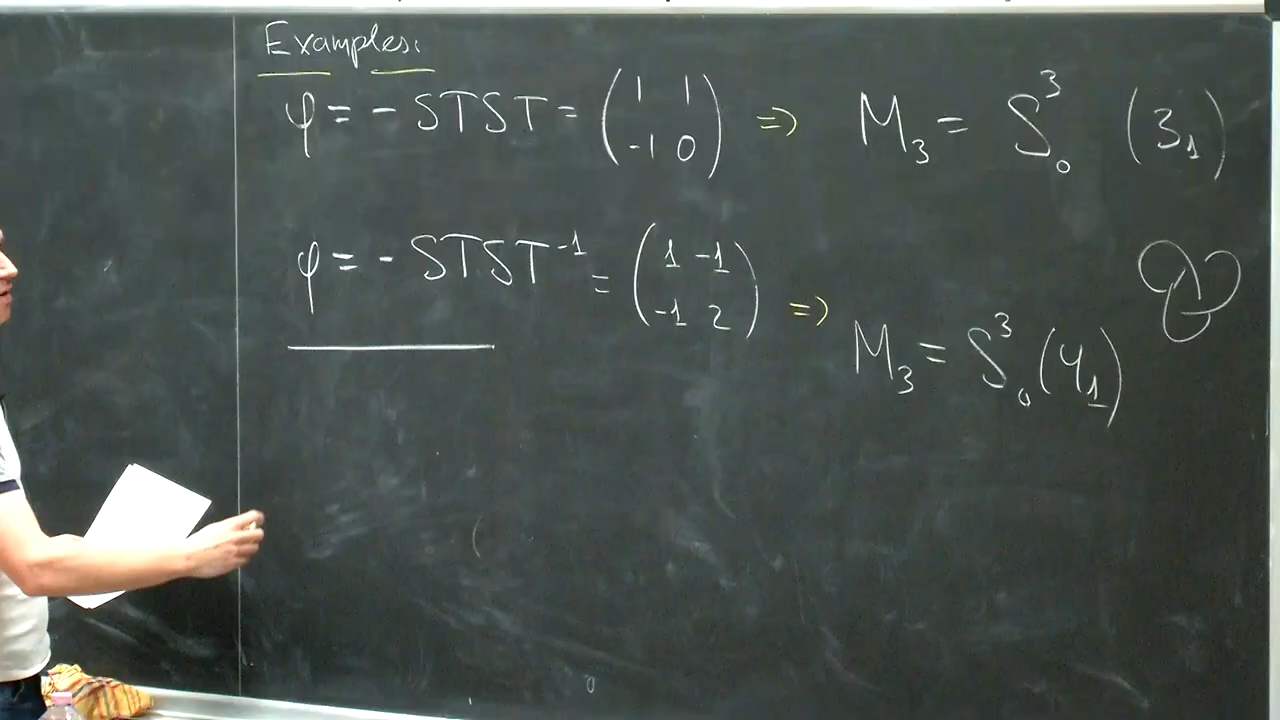 Examples:
φ = - STST = ( 1 1 ; -1 0 ) ⇒ M₃ = S³₀ (3₁)
φ = - STST⁻¹ = ( 1 -1 ; -1 2 ) ⇒
M₃ = S³₀ (4₁)